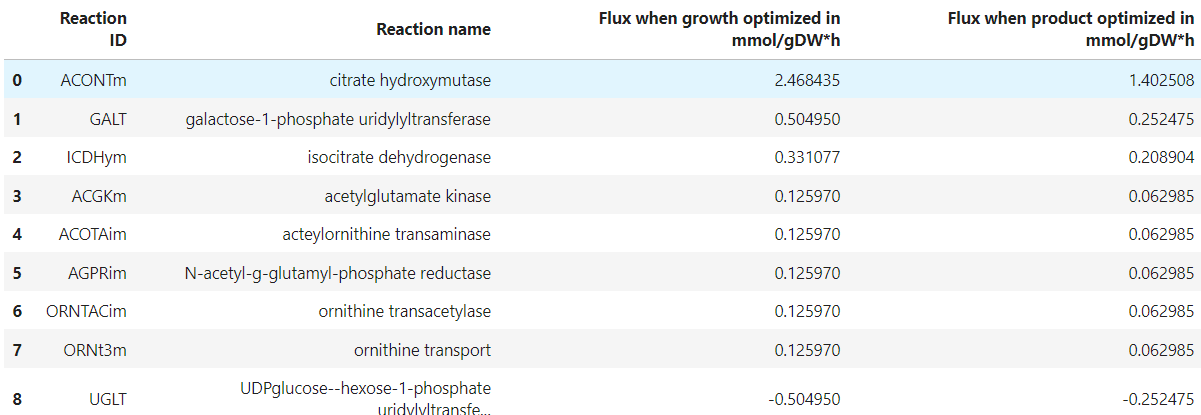 Reaction ID Reaction name Flux when growth optimized in mmol/gDW*h Flux when product optimized in mmol/gDW*h
0 ACONTm citrate hydroxymutase 2.468435 1.402508
1 GALT galactose-1-phosphate uridylyltransferase 0.504950 0.252475
2 ICDHym isocitrate dehydrogenase 0.331077 0.208904
3 ACGKm acetylglutamate kinase 0.125970 0.062985
4 ACOTAim acteylornithine transaminase 0.125970 0.062985
5 AGPRim N-acetyl-g-glutamyl-phosphate reductase 0.125970 0.062985
6 ORNTACim ornithine transacetylase 0.125970 0.062985
7 ORNt3m ornithine transport 0.125970 0.062985
8 UGLT UDPglucose--hexose-1-phosphate uridylyltransfe... -0.504950 -0.252475